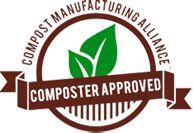 COMPOST MANUFACTURING ALLIANCE
COMPOSTER APPROVED